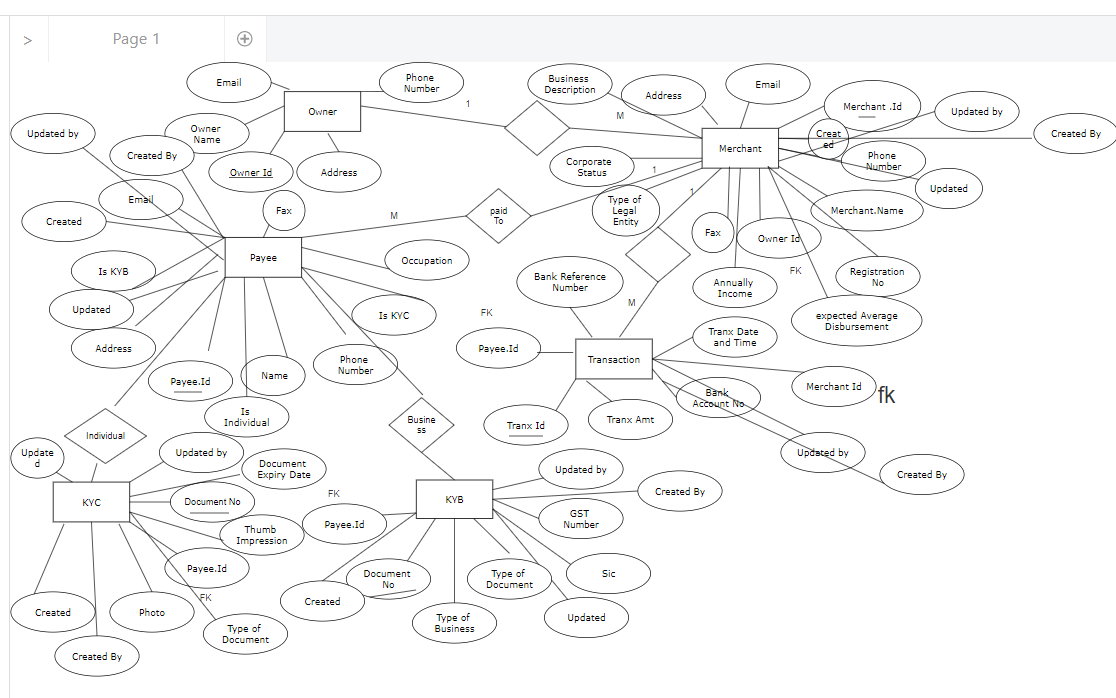 >
Page 1
Email
Phone
Number
Business
Description
Address
Email
Merchant .Id
Updated by
Created By
Owner
1
M
Updated by
Owner
Name
Creat
ed
Merchant
Created By
Owner Id
Address
Corporate
Status
1
Phone
Number
Updated
Email
1
Type of
Legal
Entity
Merchant.Name
Created
Fax
M
paid
To
Fax
Owner Id
Payee
Occupation
Is KYB
Bank Reference
Number
FK
Registration
No
Annually
Income
Updated
Is KYC
FK
M
expected Average
Disbursement
Address
Payee.Id
Transaction
Tranx Date
and Time
Payee.Id
Name
Phone
Number
Merchant Id
fk
Bank
Account No
Is
Individual
Individual
Busine
ss
Tranx Id
Tranx Amt
Update
d
Updated by
Document
Expiry Date
Updated by
Updated by
Created By
KYC
Document No
FK
KYB
Created By
Thumb
Impression
Payee.Id
GST
Number
Payee.Id
Document
No
Type of
Document
Sic
FK
Created
Created
Photo
Type of
Document
Type of
Business
Updated
Created By